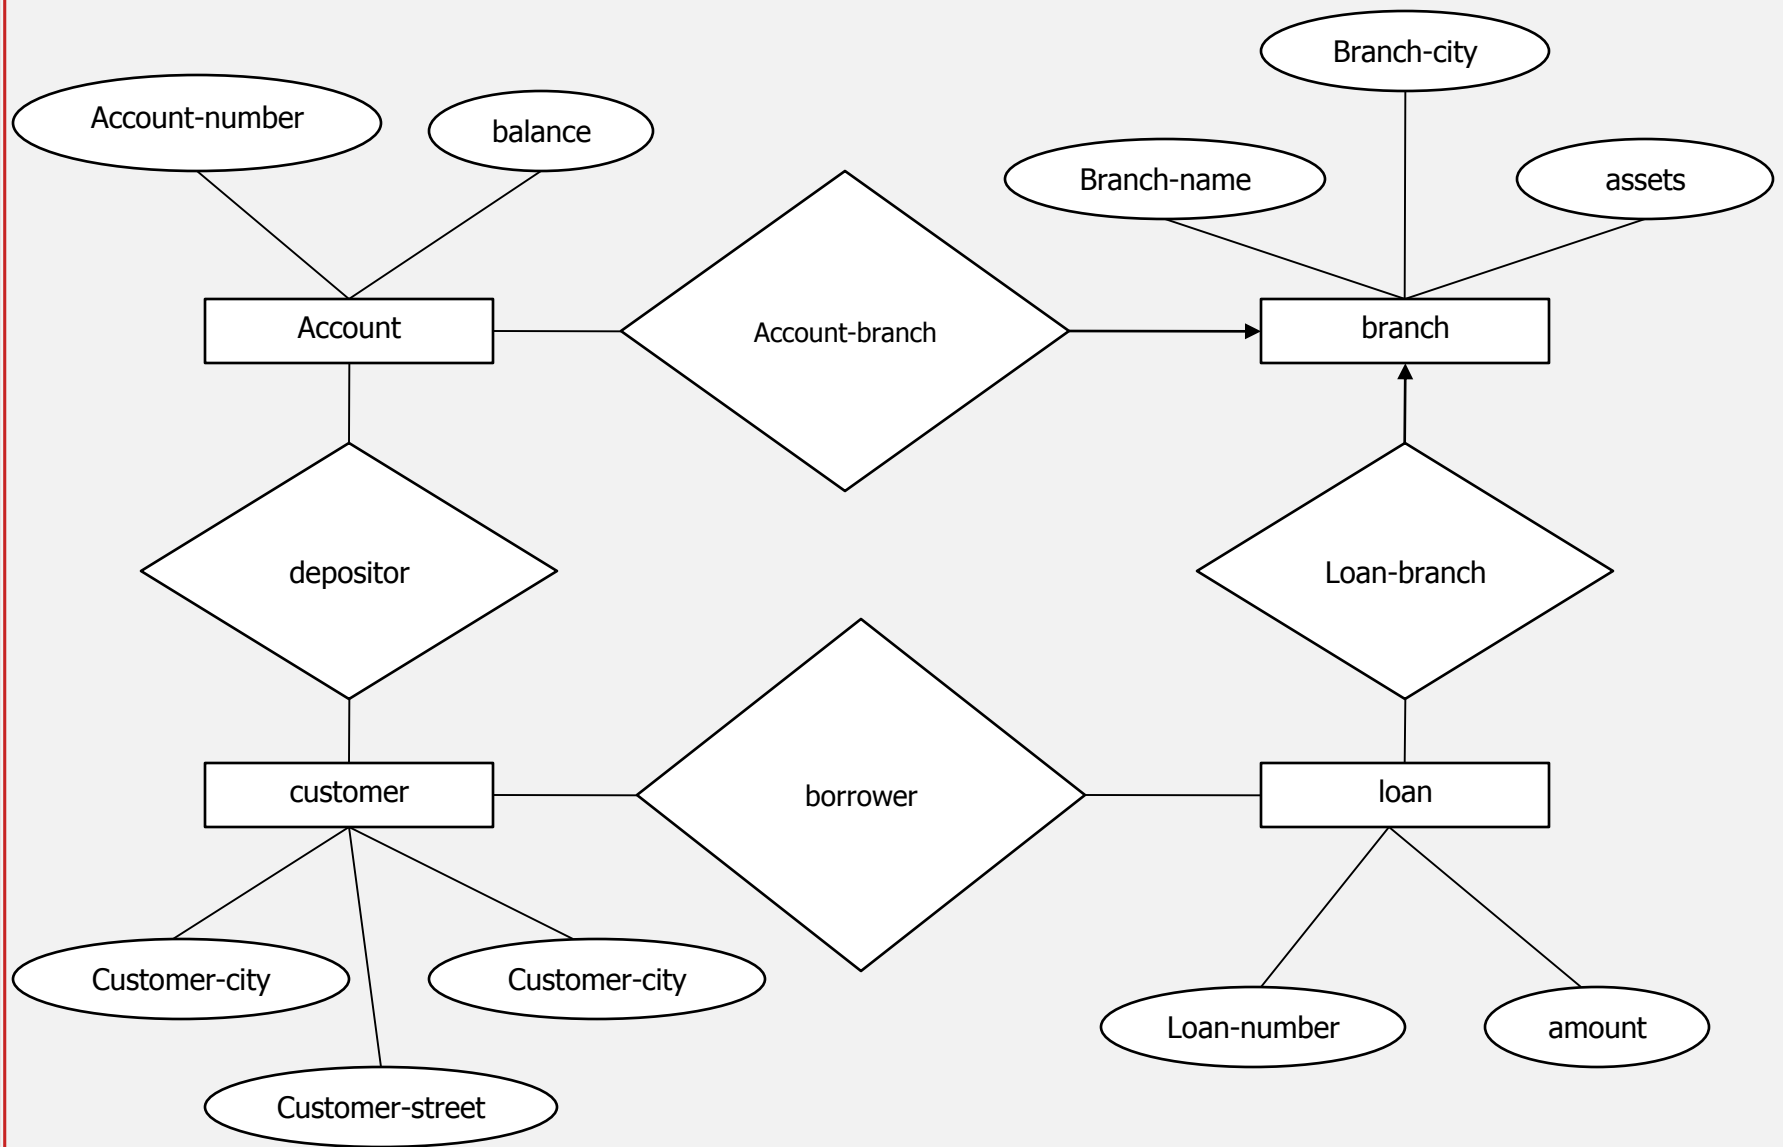 Branch-city
Account-number
balance
Branch-name
assets
Account
Account-branch
branch
depositor
Loan-branch
customer
borrower
loan
Customer-city
Customer-city
Loan-number
amount
Customer-street